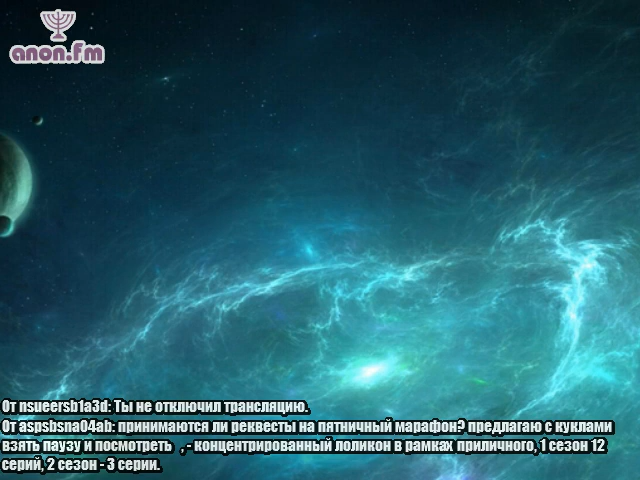 anon.fm
От nsueersb1a3d: Ты не отключил трансляцию.
От aspsbsna04ab: принимаются ли реквесты на пятничный марафон? предлагаю с куклами
взять паузу и посмотреть , - концентрированный лоликон в рамках приличного, 1 сезон 12
серий, 2 сезон - 3 серии.